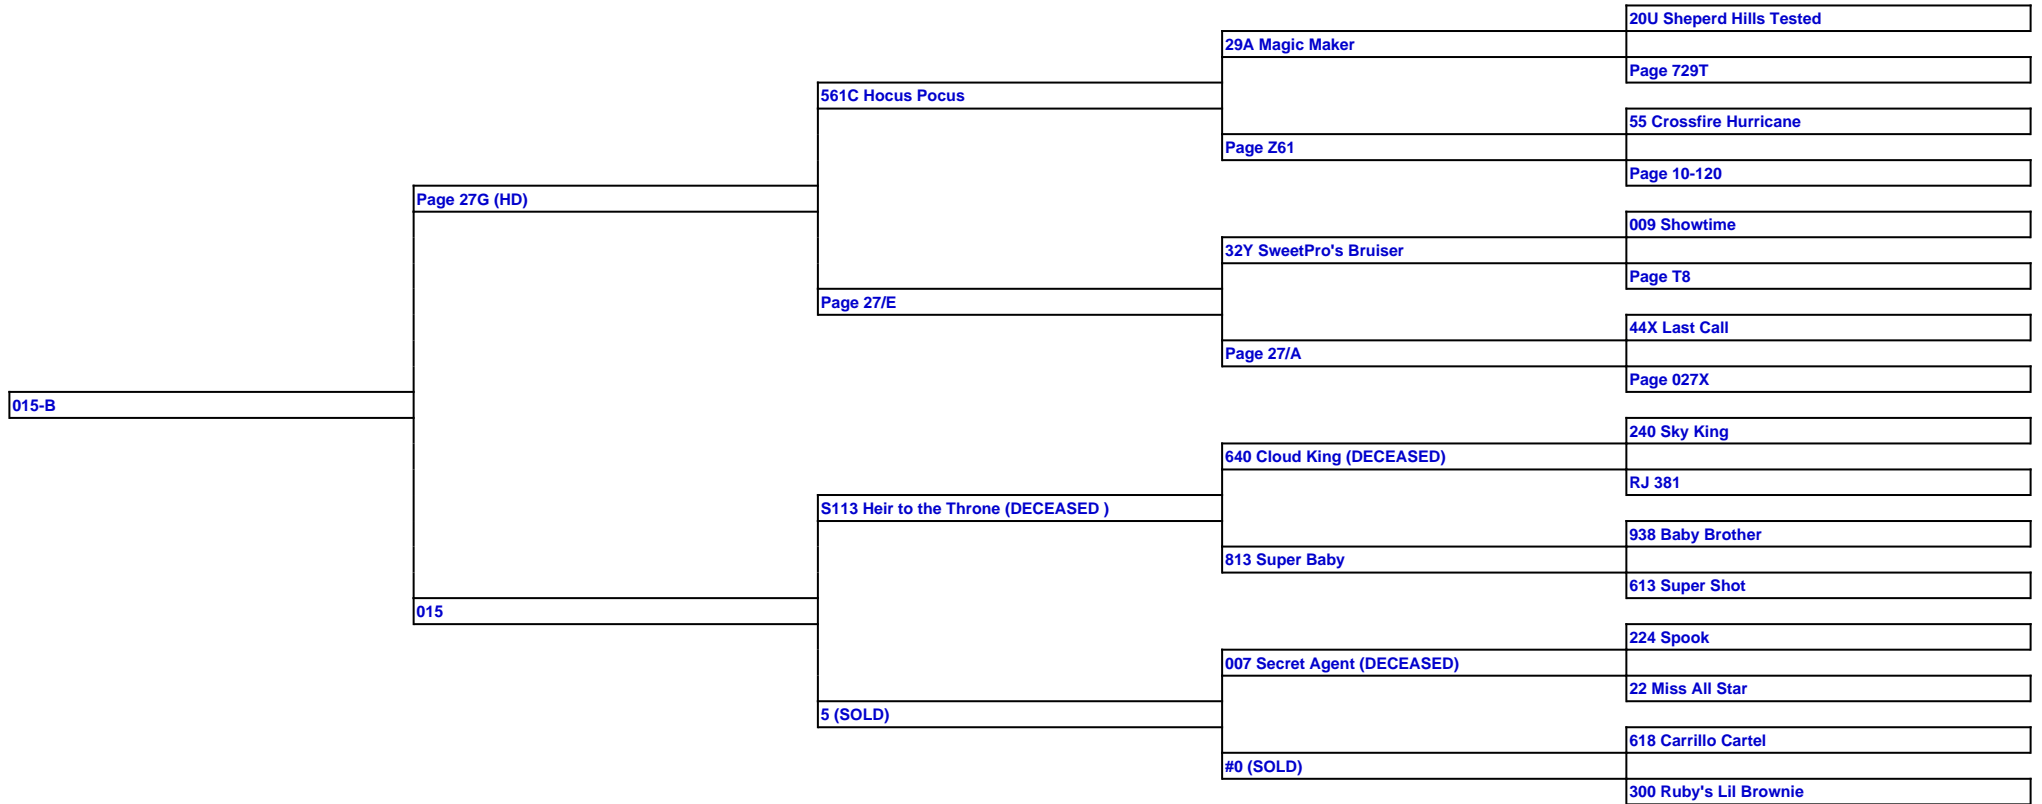 20U Sheperd Hills Tested
29A Magic Maker
Page 729T
561C Hocus Pocus
55 Crossfire Hurricane
Page Z61
Page 10-120
Page 27G (HD)
009 Showtime
32Y SweetPro's Bruiser
Page T8
Page 27/E
44X Last Call
Page 27/A
Page 027X
015-B
240 Sky King
640 Cloud King (DECEASED)
RJ 381
S113 Heir to the Throne (DECEASED )
938 Baby Brother
813 Super Baby
613 Super Shot
015
224 Spook
007 Secret Agent (DECEASED)
22 Miss All Star
5 (SOLD)
618 Carrillo Cartel
#0 (SOLD)
300 Ruby's Lil Brownie